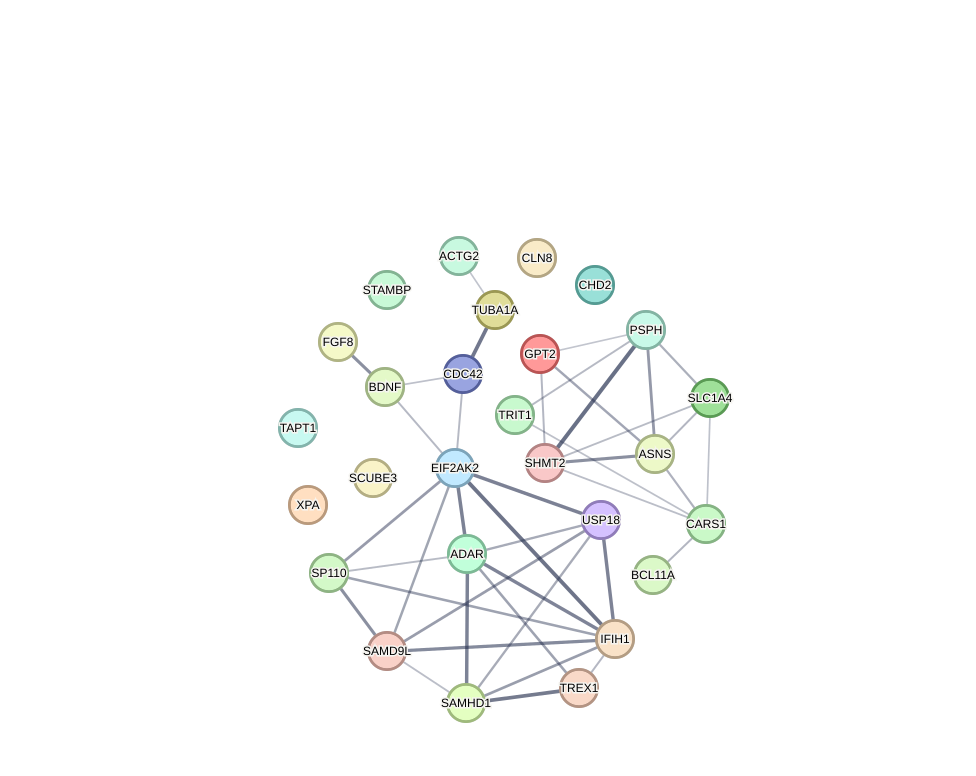 ACTG2
CLN8
CHD2
STAMBP
TUBA1A
PSPH
FGF8
GPT2
CDC42
BDNF
SLC1A4
TRIT1
TAPT1
SHMT2
ASNS
EIF2AK2
SCUBE3
XPA
USP18
CARS1
ADAR
SP110
BCL11A
IFIH1
SAMD9L
TREX1
SAMHD1